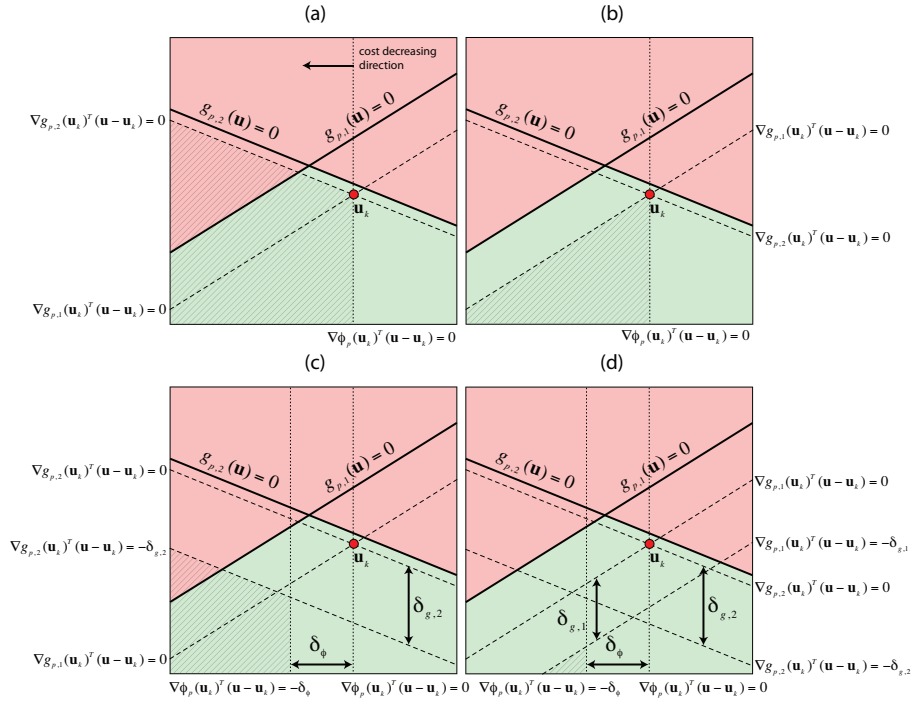 (a)
(b)
cost decreasing
direction
∇g_{p,2}(u_k)^T(u − u_k) = 0
g_{p,2}(u) = 0
g_{p,1}(u) = 0
u_k
∇g_{p,1}(u_k)^T(u − u_k) = 0
∇ϕ_p(u_k)^T(u − u_k) = 0
g_{p,2}(u) = 0
g_{p,1}(u) = 0
∇g_{p,1}(u_k)^T(u − u_k) = 0
u_k
∇g_{p,2}(u_k)^T(u − u_k) = 0
∇ϕ_p(u_k)^T(u − u_k) = 0
(c)
(d)
∇g_{p,2}(u_k)^T(u − u_k) = 0
g_{p,2}(u) = 0
g_{p,1}(u) = 0
∇g_{p,2}(u_k)^T(u − u_k) = −δ_{g,2}
u_k
δ_{g,2}
δ_ϕ
∇g_{p,1}(u_k)^T(u − u_k) = 0
∇ϕ_p(u_k)^T(u − u_k) = −δ_ϕ
∇ϕ_p(u_k)^T(u − u_k) = 0
g_{p,2}(u) = 0
g_{p,1}(u) = 0
∇g_{p,1}(u_k)^T(u − u_k) = 0
∇g_{p,1}(u_k)^T(u − u_k) = −δ_{g,1}
u_k
∇g_{p,2}(u_k)^T(u − u_k) = 0
δ_{g,1}
δ_{g,2}
δ_ϕ
∇g_{p,2}(u_k)^T(u − u_k) = −δ_{g,2}
∇ϕ_p(u_k)^T(u − u_k) = −δ_ϕ
∇ϕ_p(u_k)^T(u − u_k) = 0